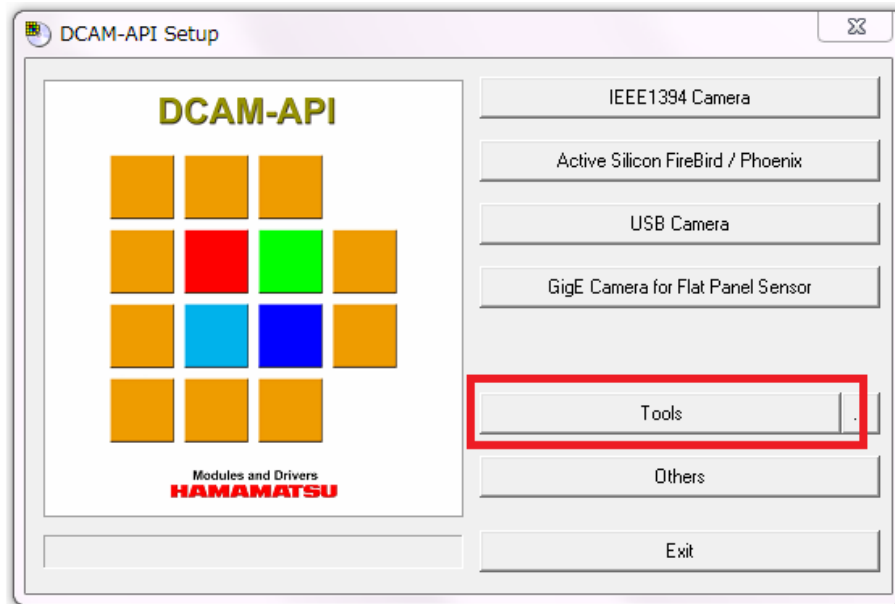 DCAM-API Setup
DCAM-API
Modules and Drivers
HAMAMATSU
IEEE1394 Camera
Active Silicon FireBird / Phoenix
USB Camera
GigE Camera for Flat Panel Sensor
Tools
Others
Exit